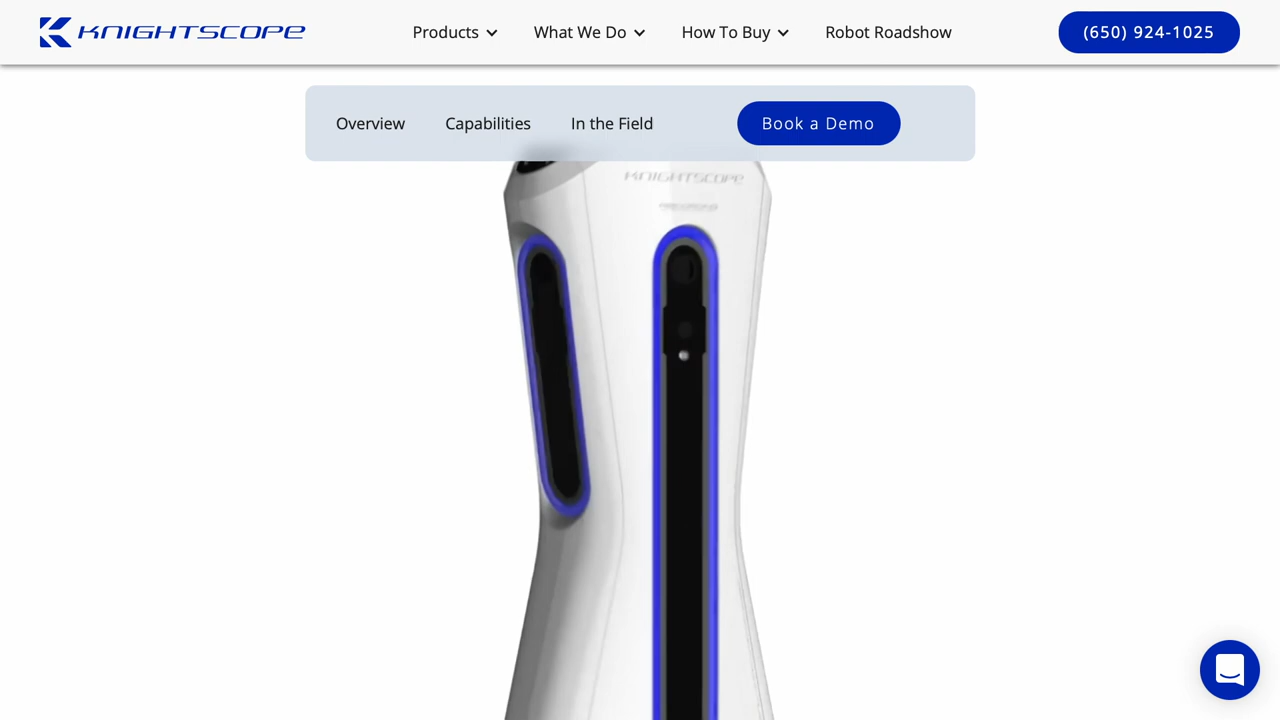 KNIGHTSCOPE
Products
What We Do
How To Buy
Robot Roadshow
(650) 924-1025
Overview
Capabilities
In the Field
Book a Demo
KNIGHTSCOPE